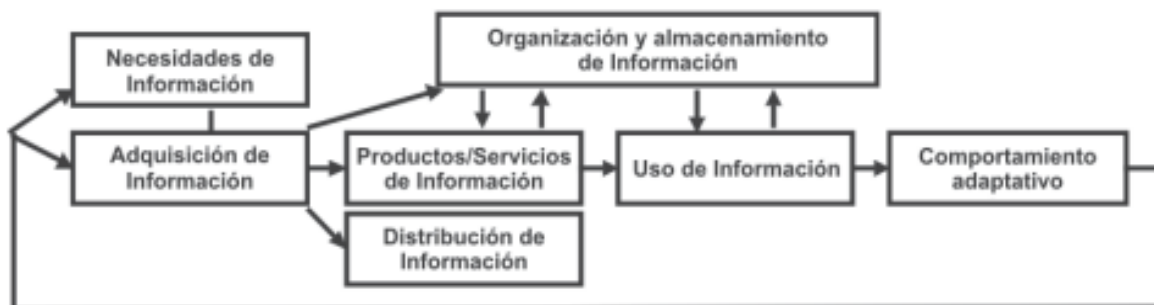 Necesidades de
Información
Organización y almacenamiento
de Información
Adquisición de
Información
Productos/Servicios
de Información
Uso de Información
Comportamiento
adaptativo
Distribución de
Información